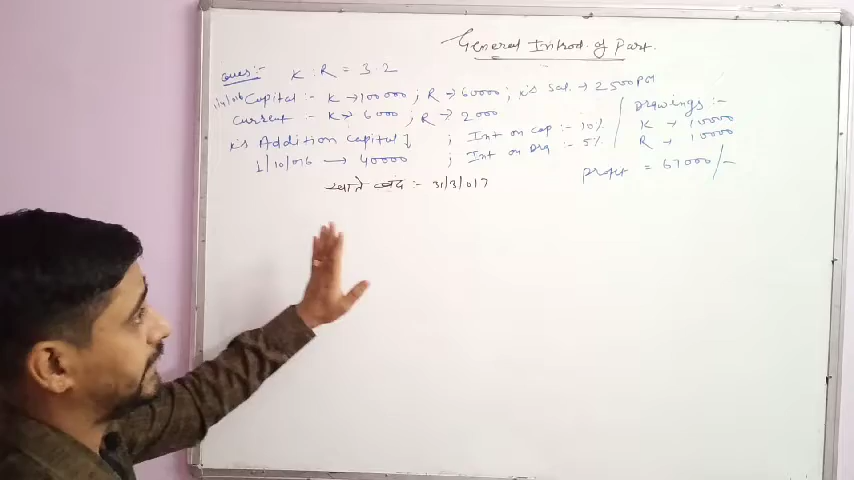 General Introd. of Part.
Ques:- K : R = 3 : 2
1/4/016 Capital :- K → 100000 ; R → 60000 ; K's Sal. → 2500 PM
Current :- K → 6000 ; R → 2000
K's Addition Capital ↓ ; Int on Cap :- 10%
1/10/016 → 40000 ; Int on Drg :- 5%
खाते बंद :- 31/3/017
Drawings :-
K → 10000
R → 10000
Profit = 67000/-